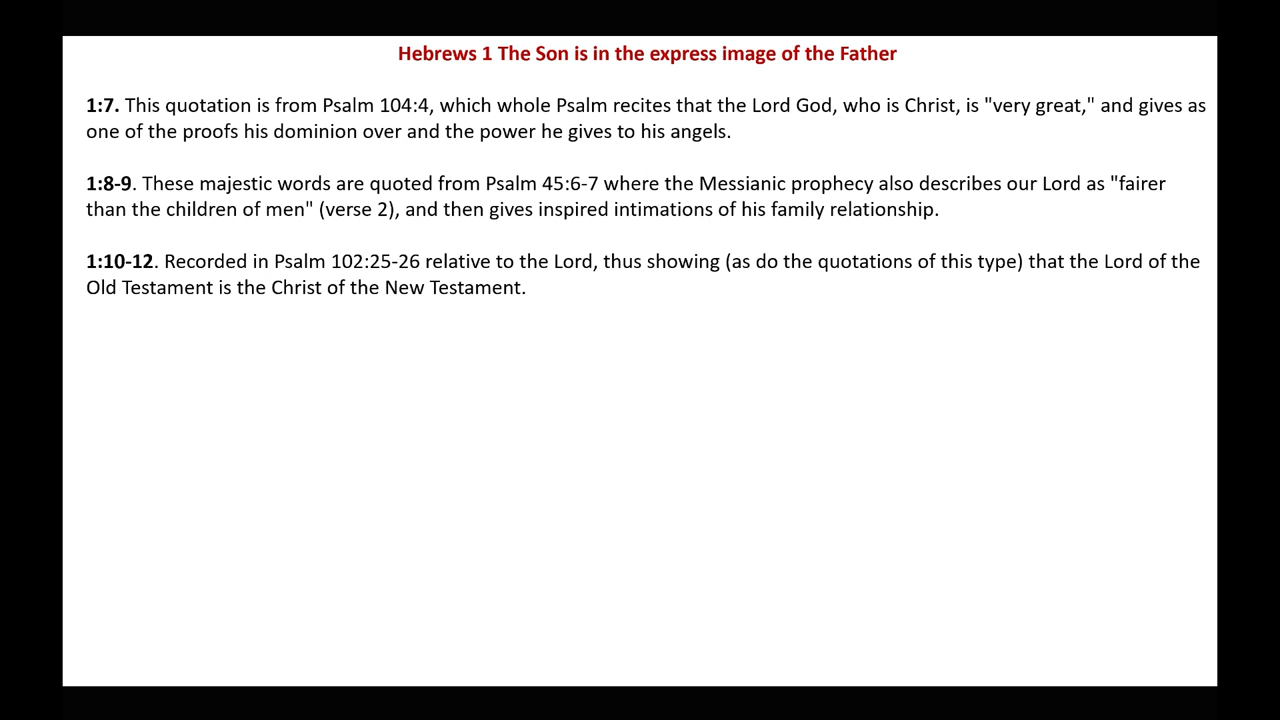 Hebrews 1 The Son is in the express image of the Father
1:7. This quotation is from Psalm 104:4, which whole Psalm recites that the Lord God, who is Christ, is "very great," and gives as
one of the proofs his dominion over and the power he gives to his angels.
1:8-9. These majestic words are quoted from Psalm 45:6-7 where the Messianic prophecy also describes our Lord as "fairer
than the children of men" (verse 2), and then gives inspired intimations of his family relationship.
1:10-12. Recorded in Psalm 102:25-26 relative to the Lord, thus showing (as do the quotations of this type) that the Lord of the
Old Testament is the Christ of the New Testament.